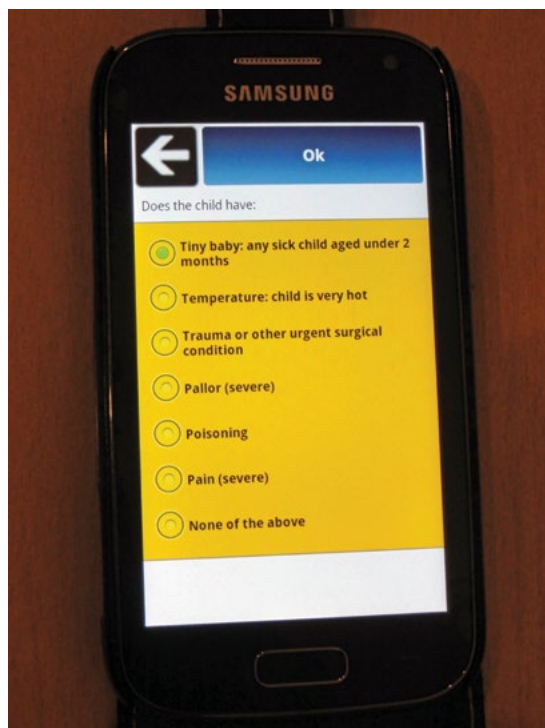 SAMSUNG
Ok
Does the child have:
Tiny baby: any sick child aged under 2
months
Temperature: child is very hot
Trauma or other urgent surgical
condition
Pallor (severe)
Poisoning
Pain (severe)
None of the above